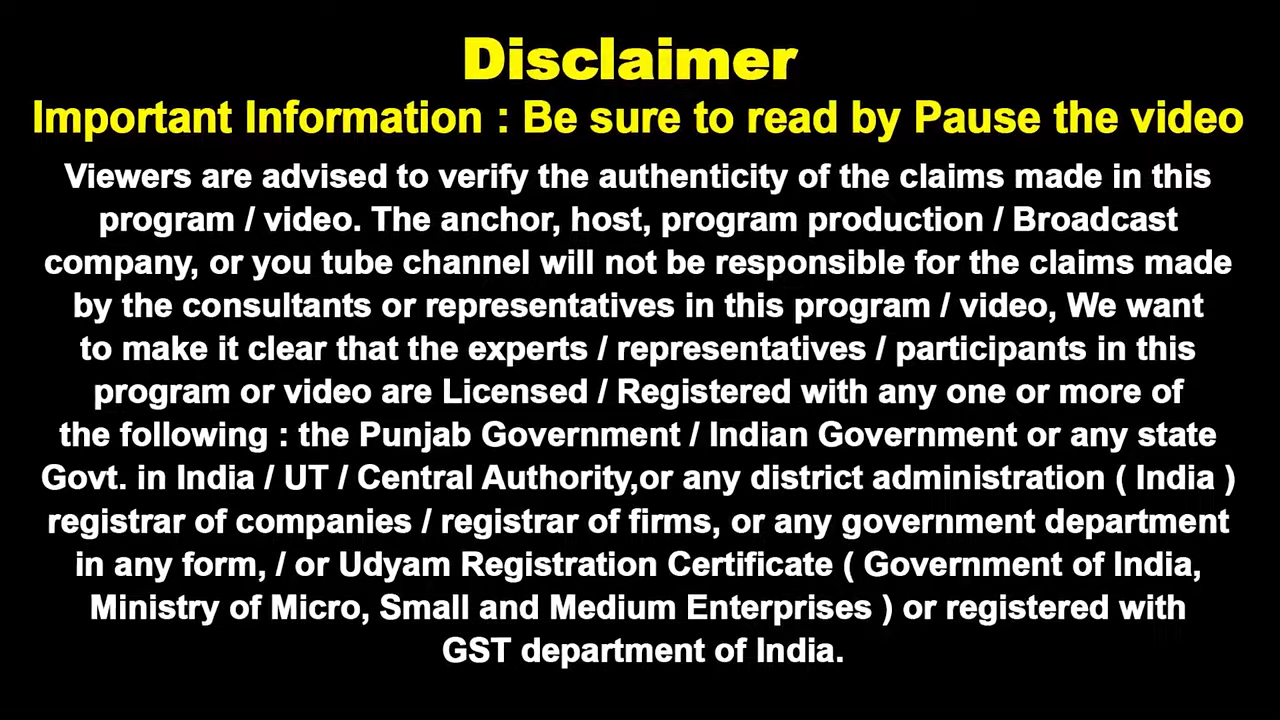 Disclaimer
Important Information : Be sure to read by Pause the video
Viewers are advised to verify the authenticity of the claims made in this
program / video. The anchor, host, program production / Broadcast
company, or you tube channel will not be responsible for the claims made
by the consultants or representatives in this program / video, We want
to make it clear that the experts / representatives / participants in this
program or video are Licensed / Registered with any one or more of
the following : the Punjab Government / Indian Government or any state
Govt. in India / UT / Central Authority,or any district administration ( India )
registrar of companies / registrar of firms, or any government department
in any form, / or Udyam Registration Certificate ( Government of India,
Ministry of Micro, Small and Medium Enterprises ) or registered with
GST department of India.